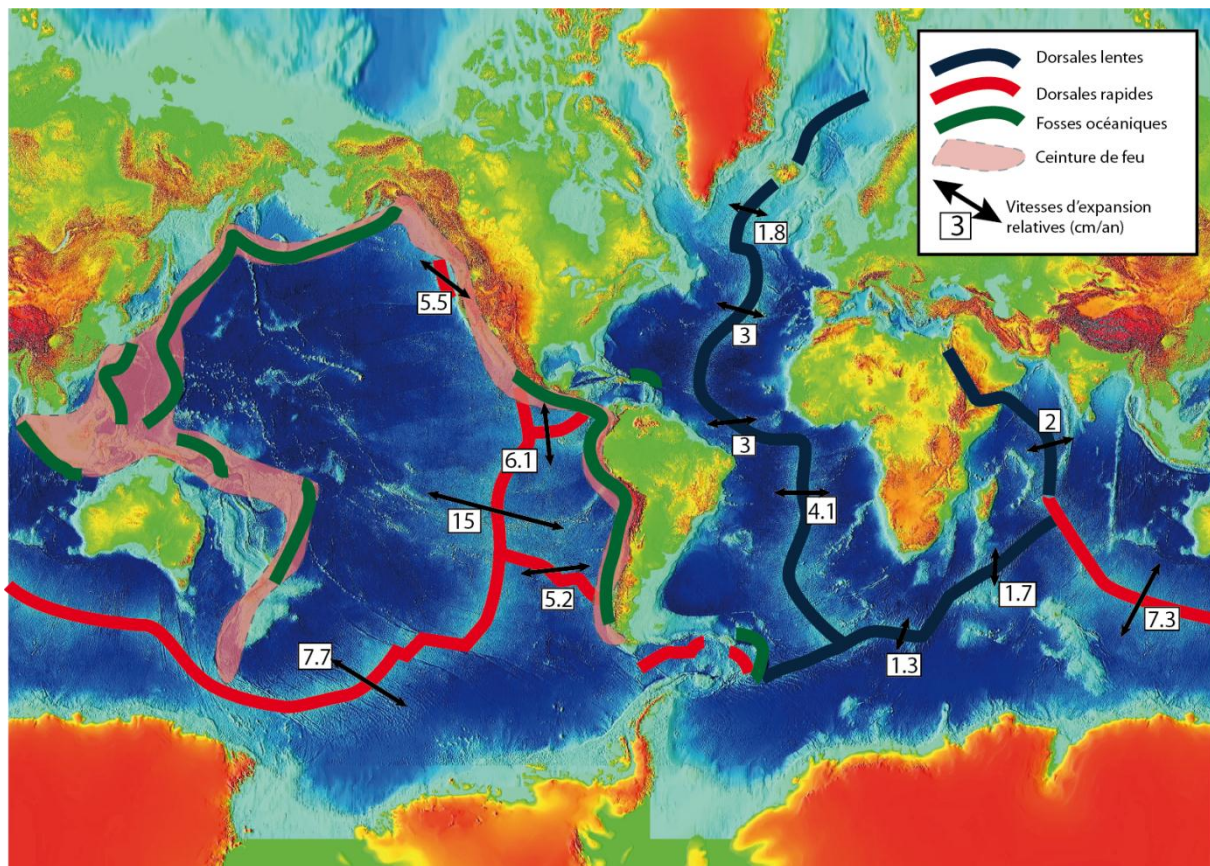 Dorsales lentes
Dorsales rapides
Fosses océaniques
Ceinture de feu
3
Vitesses d'expansion
relatives (cm/an)
1.8
5.5
3
3
2
6.1
15
4.1
5.2
1.7
7.3
7.7
1.3